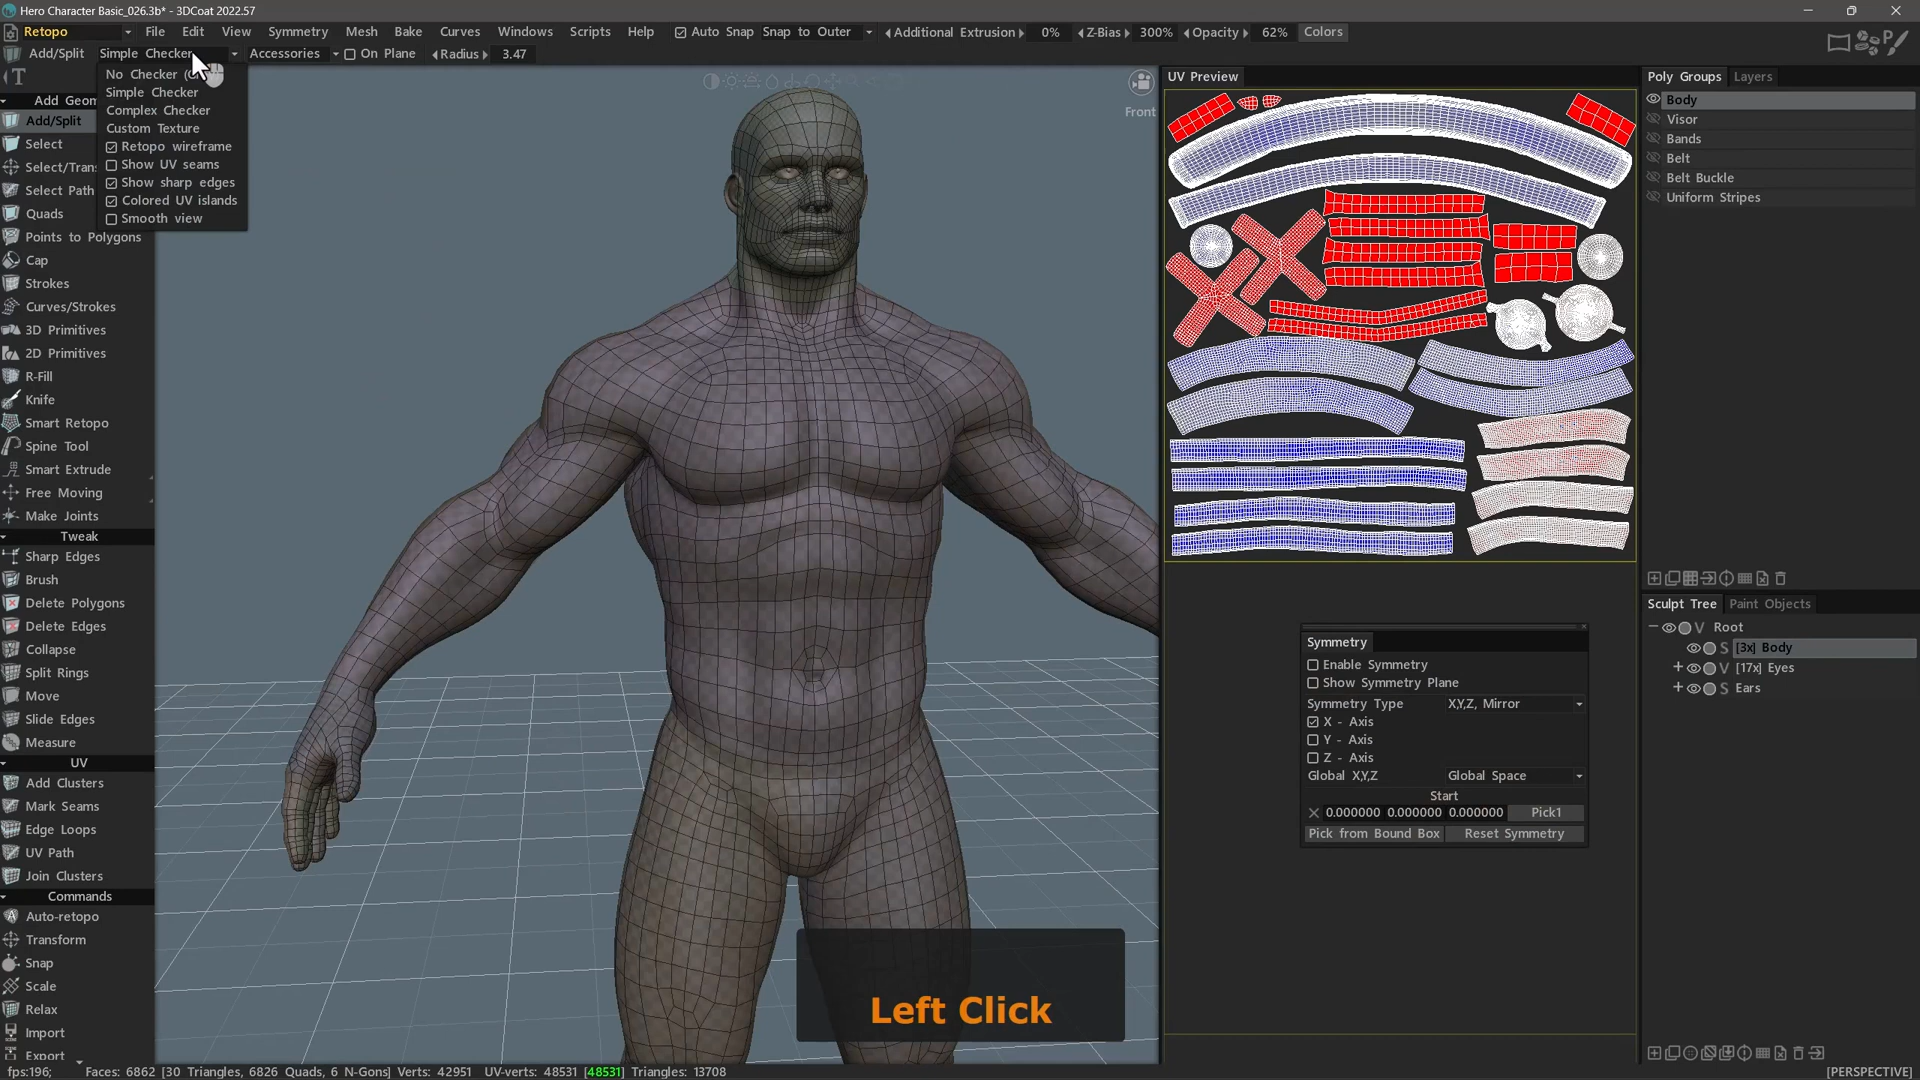 Hero Character Basic_026.3b* - 3DCoat 2022.57
Retopo File Edit View Symmetry Mesh Bake Curves Windows Scripts Help Auto Snap Snap to Outer Additional Extrusion 0% Z-Bias 300% Opacity 62% Colors
Add/Split Simple Checker Accessories On Plane Radius 3.47
No Checker
Simple Checker
Complex Checker
Custom Texture
Retopo wireframe
Show UV seams
Show sharp edges
Colored UV islands
Smooth view
T
Add Geom
Add/Split
Select
Select/Trans
Select Path
Quads
Points to Polygons
Cap
Strokes
Curves/Strokes
3D Primitives
2D Primitives
R-Fill
Knife
Smart Retopo
Spine Tool
Smart Extrude
Free Moving
Make Joints
Tweak
Sharp Edges
Brush
Delete Polygons
Delete Edges
Collapse
Split Rings
Move
Slide Edges
Measure
UV
Add Clusters
Mark Seams
Edge Loops
UV Path
Join Clusters
Commands
Auto-retopo
Transform
Snap
Scale
Relax
Import
Export
Front
Left Click
UV Preview
Symmetry
Enable Symmetry
Show Symmetry Plane
Symmetry Type X,Y,Z, Mirror
X - Axis
Y - Axis
Z - Axis
Global X,Y,Z Global Space
Start
0.000000 0.000000 0.000000 Pick1
Pick from Bound Box Reset Symmetry
Poly Groups Layers
Body
Visor
Bands
Belt
Belt Buckle
Uniform Stripes
Sculpt Tree Paint Objects
V Root
S [3x] Body
V [17x] Eyes
S Ears
fps:196; Faces: 6862 [30 Triangles, 6826 Quads, 6 N-Gons] Verts: 42951 UV-verts: 48531 [48531] Triangles: 13708
[PERSPECTIVE]